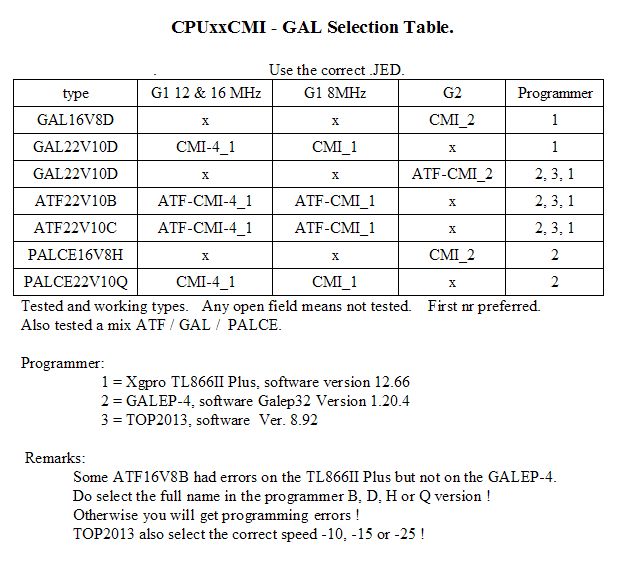 CPUxxCMI - GAL Selection Table.
. Use the correct .JED.
type G1 12 & 16 MHz G1 8MHz G2 Programmer
GAL16V8D x x CMI_2 1
GAL22V10D CMI-4_1 CMI_1 x 1
GAL22V10D x x ATF-CMI_2 2, 3, 1
ATF22V10B ATF-CMI-4_1 ATF-CMI_1 x 2, 3, 1
ATF22V10C ATF-CMI-4_1 ATF-CMI_1 x 2, 3, 1
PALCE16V8H x x CMI_2 2
PALCE22V10Q CMI-4_1 CMI_1 x 2
Tested and working types. Any open field means not tested. First nr preferred.
Also tested a mix ATF / GAL / PALCE.
Programmer:
1 = Xgpro TL866II Plus, software version 12.66
2 = GALEP-4, software Galep32 Version 1.20.4
3 = TOP2013, software Ver. 8.92
Remarks:
Some ATF16V8B had errors on the TL866II Plus but not on the GALEP-4.
Do select the full name in the programmer B, D, H or Q version !
Otherwise you will get programming errors !
TOP2013 also select the correct speed -10, -15 or -25 !